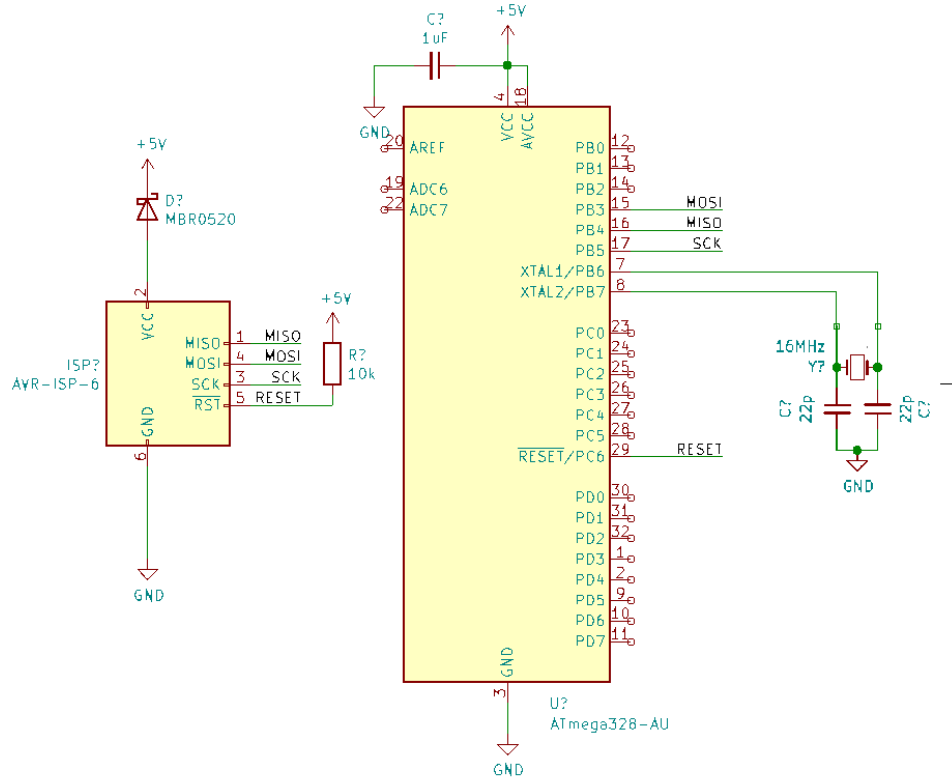 C?
1uF
+5V
GND
4
VCC
18
AVCC
20
AREF
19
ADC6
22
ADC7
PB0
12
PB1
13
PB2
14
PB3
15
MOSI
PB4
16
MISO
PB5
17
SCK
XTAL1/PB6
7
XTAL2/PB7
8
PC0
23
PC1
24
PC2
25
PC3
26
PC4
27
PC5
28
RESET/PC6
29
RESET
PD0
30
PD1
31
PD2
32
PD3
1
PD4
2
PD5
9
PD6
10
PD7
11
GND
3
U?
ATmega328-AU
GND
+5V
D?
MBR0520
2
VCC
ISP?
AVR-ISP-6
MISO
1
MISO
MOSI
4
MOSI
SCK
3
SCK
RST
5
RESET
GND
6
GND
+5V
R?
10k
16MHz
Y?
C?
22p
22p
C?
GND